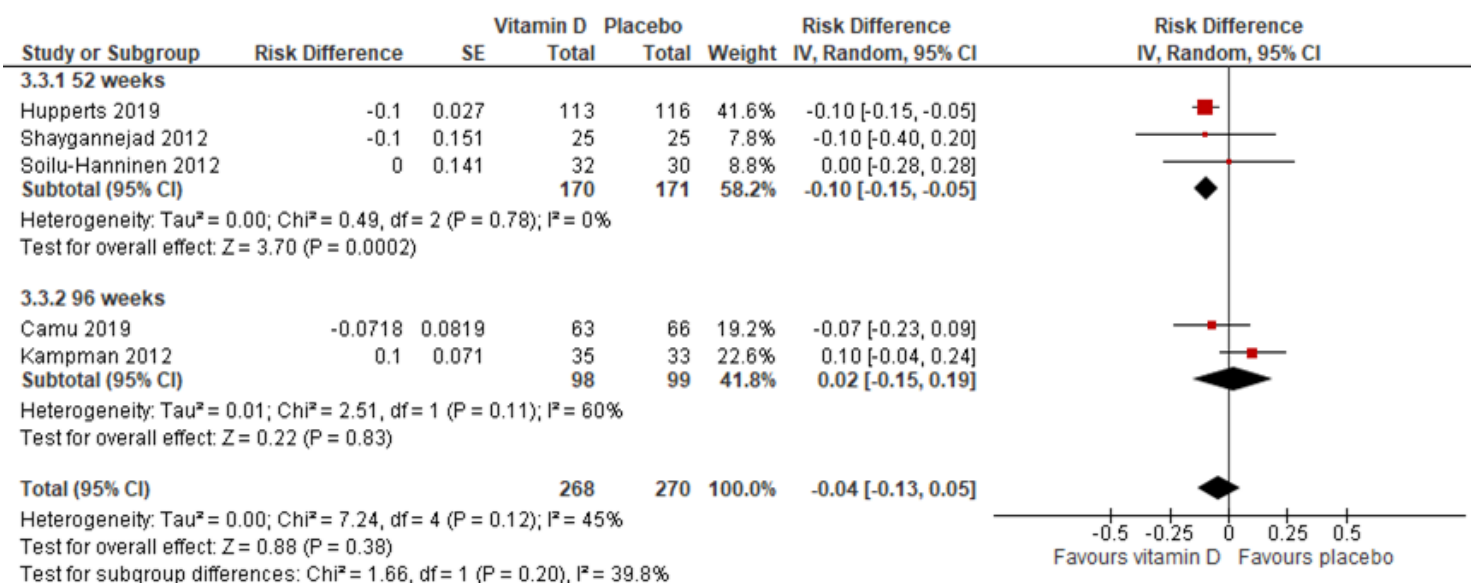 Vitamin D Placebo Risk Difference Risk Difference
Study or Subgroup Risk Difference SE Total Total Weight IV, Random, 95% CI IV, Random, 95% CI
3.3.1 52 weeks
Hupperts 2019 -0.1 0.027 113 116 41.6% -0.10 [-0.15, -0.05]
Shaygannejad 2012 -0.1 0.151 25 25 7.8% -0.10 [-0.40, 0.20]
Soilu-Hanninen 2012 0 0.141 32 30 8.8% 0.00 [-0.28, 0.28]
Subtotal (95% CI) 170 171 58.2% -0.10 [-0.15, -0.05]
Heterogeneity: Tau² = 0.00; Chi² = 0.49, df = 2 (P = 0.78); I² = 0%
Test for overall effect: Z = 3.70 (P = 0.0002)
3.3.2 96 weeks
Camu 2019 -0.0718 0.0819 63 66 19.2% -0.07 [-0.23, 0.09]
Kampman 2012 0.1 0.071 35 33 22.6% 0.10 [-0.04, 0.24]
Subtotal (95% CI) 98 99 41.8% 0.02 [-0.15, 0.19]
Heterogeneity: Tau² = 0.01; Chi² = 2.51, df = 1 (P = 0.11); I² = 60%
Test for overall effect: Z = 0.22 (P = 0.83)
Total (95% CI) 268 270 100.0% -0.04 [-0.13, 0.05]
Heterogeneity: Tau² = 0.00; Chi² = 7.24, df = 4 (P = 0.12); I² = 45%
Test for overall effect: Z = 0.88 (P = 0.38)
Test for subgroup differences: Chi² = 1.66, df = 1 (P = 0.20), I² = 39.8%
-0.5 -0.25 0 0.25 0.5
Favours vitamin D Favours placebo